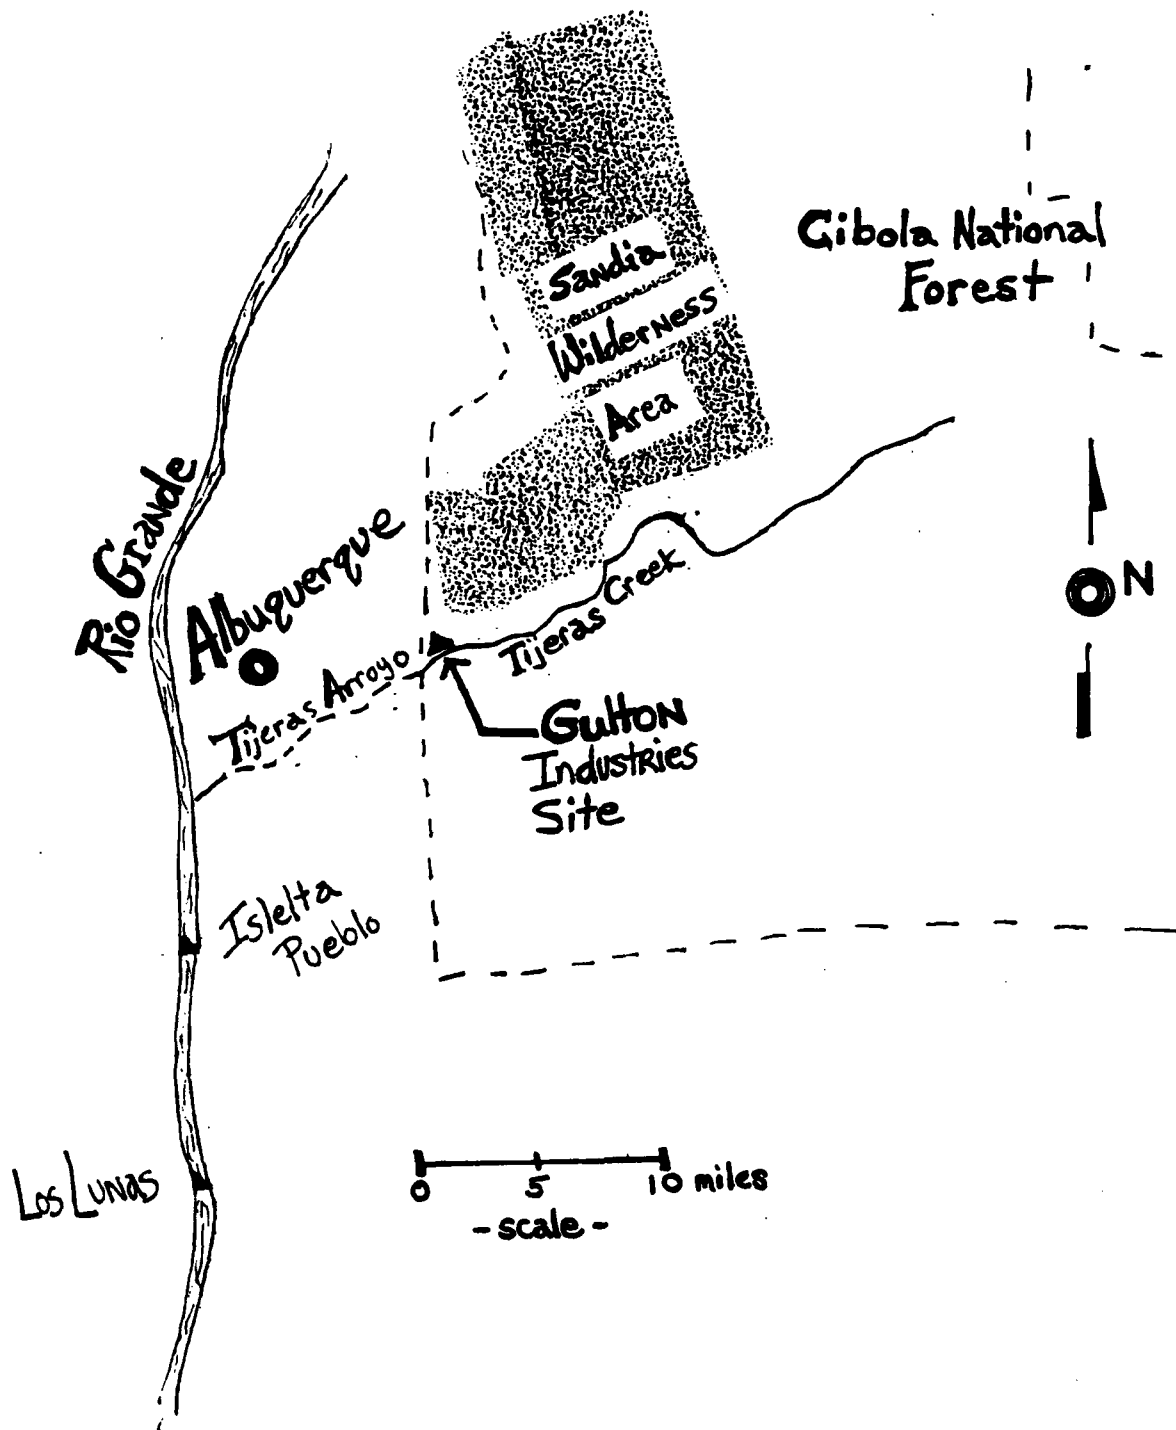 Sandia
Wilderness
Area
Cibola National
Forest
Rio Grande
Albuquerque
N
Tijeras Creek
Tijeras Arroyo
Gulton
Industries
Site
Islelta
Pueblo
Los Lunas
0 5 10 miles
- scale -